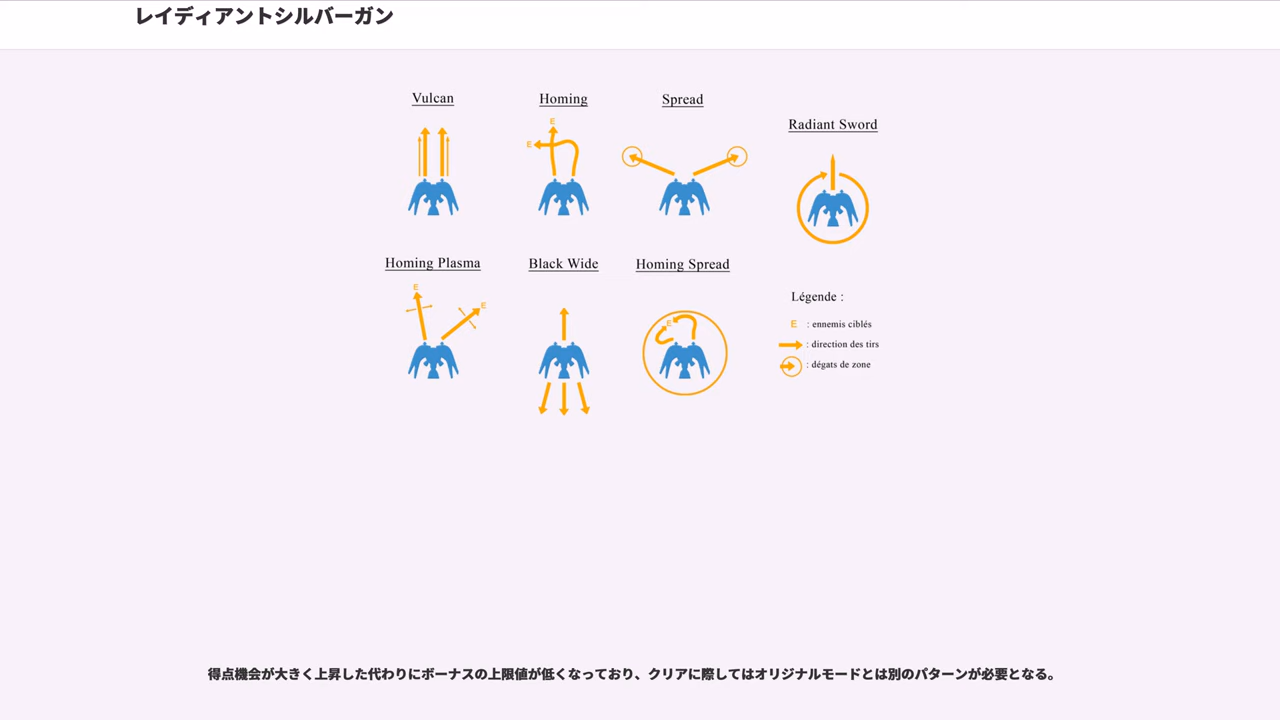 レイディアントシルバーガン
Vulcan
Homing
Spread
Radiant Sword
E
E
Homing Plasma
Black Wide
Homing Spread
E
E
E
Légende :
E : ennemis ciblés
: direction des tirs
: dégats de zone
得点機会が大きく上昇した代わりにボーナスの上限値が低くなっており、クリアに際してはオリジナルモードとは別のパターンが必要となる。